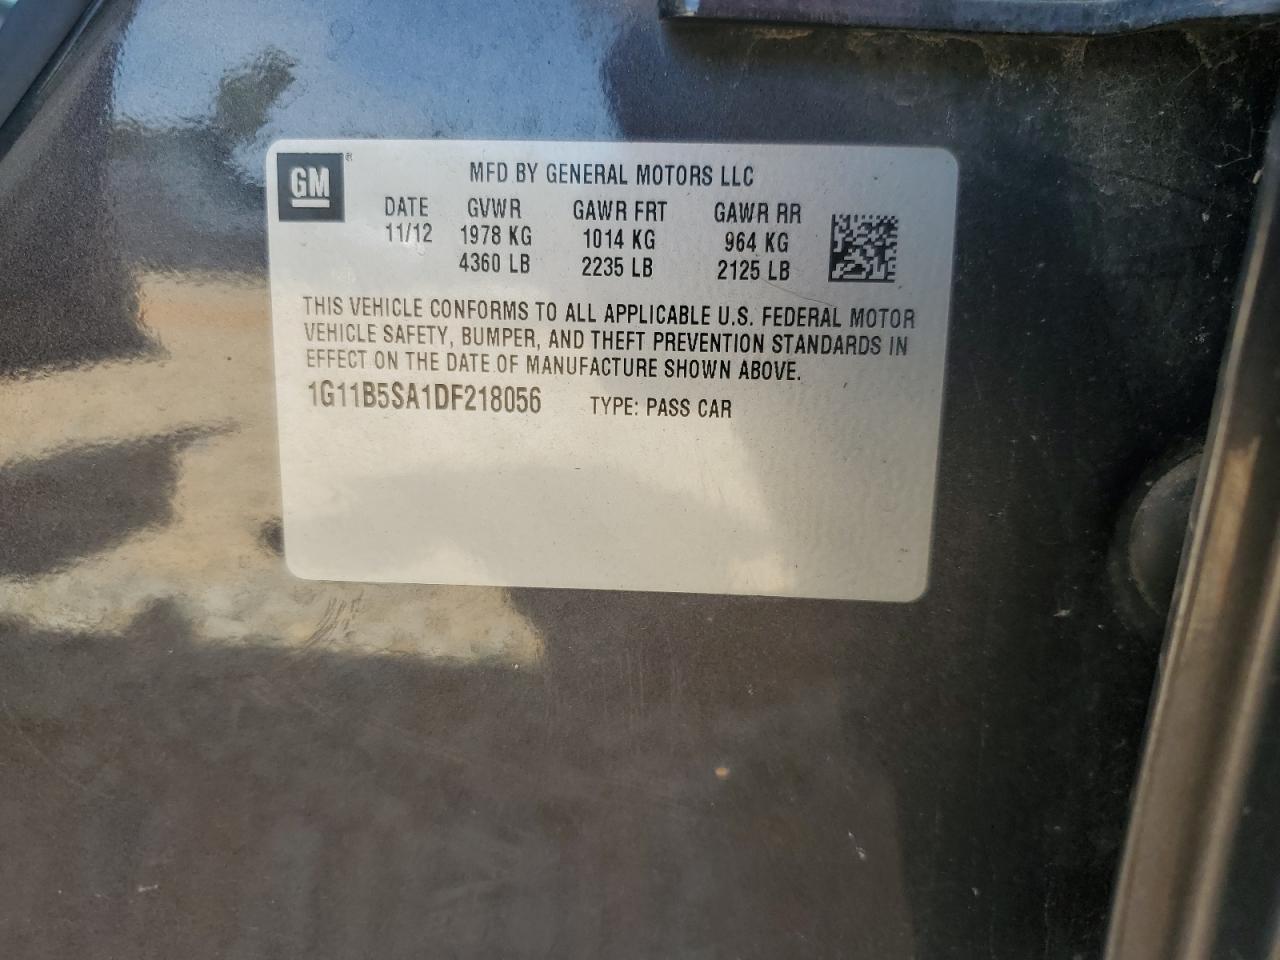 GM
MFD BY GENERAL MOTORS LLC
DATE GVWR GAWR FRT GAWR RR
11/12 1978 KG 1014 KG 964 KG
4360 LB 2235 LB 2125 LB
THIS VEHICLE CONFORMS TO ALL APPLICABLE U.S. FEDERAL MOTOR
VEHICLE SAFETY, BUMPER, AND THEFT PREVENTION STANDARDS IN
EFFECT ON THE DATE OF MANUFACTURE SHOWN ABOVE.
1G11B5SA1DF218056 TYPE: PASS CAR